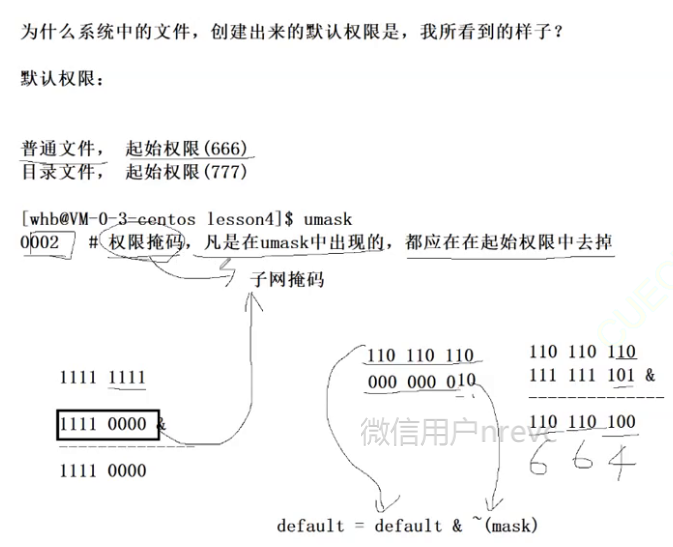 为什么系统中的文件，创建出来的默认权限是，我所看到的样子？
默认权限：
普通文件， 起始权限(666)
目录文件， 起始权限(777)
[whb@VM-0-3=centos lesson4]$ umask
0002 # 权限掩码，凡是在umask中出现的，都应在在起始权限中去掉
子网掩码
1111 1111
1111 0000 &
1111 0000
110 110 110
000 000 010
110 110 110
111 111 101 &
110 110 100
6 6 4
微信用户nrevc
default = default & ~(mask)